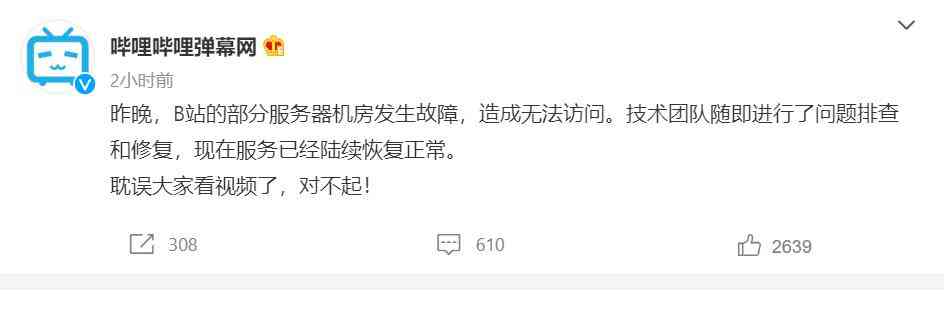 哔哩哔哩弹幕网
2小时前
昨晚，B站的部分服务器机房发生故障，造成无法访问。技术团队随即进行了问题排查
和修复，现在服务已经陆续恢复正常。
耽误大家看视频了，对不起！
308 610 2639